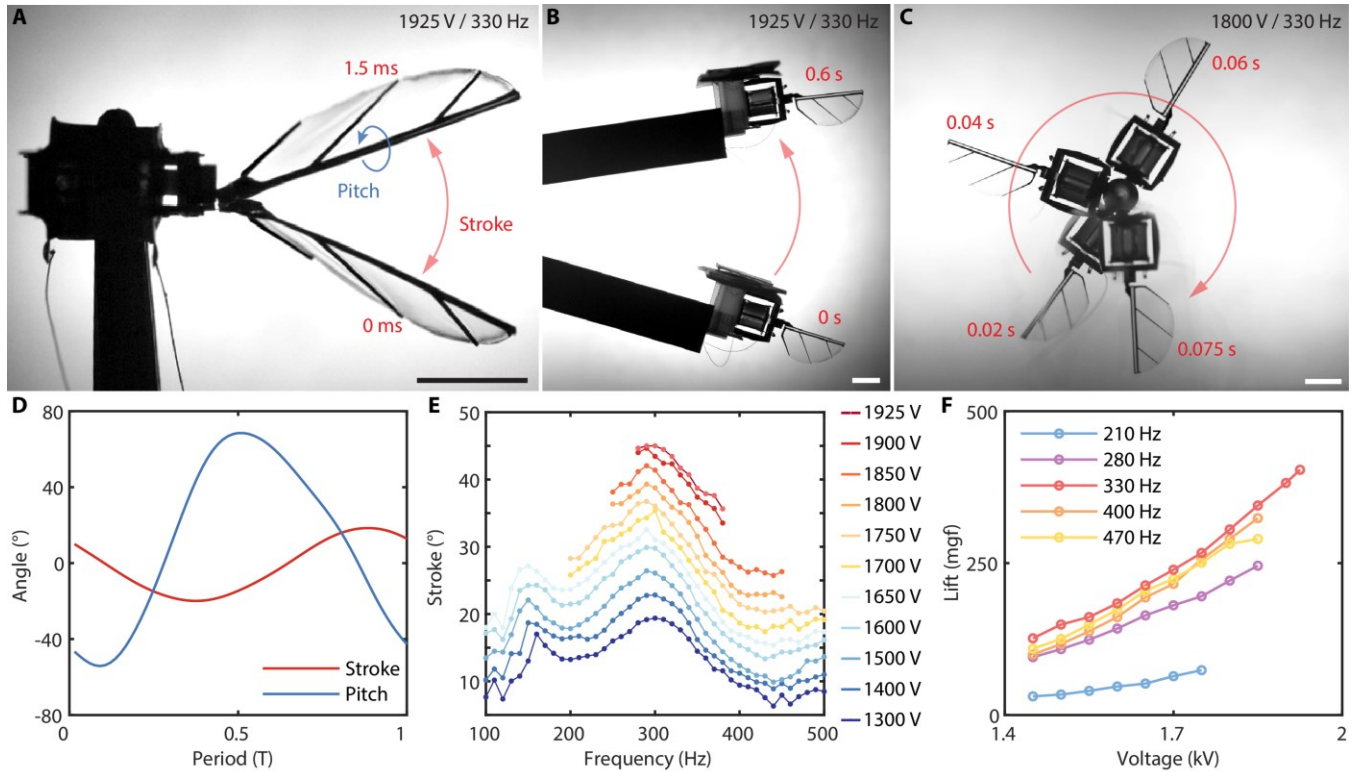 A
1925 V / 330 Hz
1.5 ms
Pitch
Stroke
0 ms
B
1925 V / 330 Hz
0.6 s
0 s
C
1800 V / 330 Hz
0.06 s
0.04 s
0.02 s
0.075 s
D
80
40
0
-40
-80
Angle (°)
0
0.5
1
Period (T)
Stroke
Pitch
E
50
40
30
20
10
Stroke (°)
100
200
300
400
500
Frequency (Hz)
1925 V
1900 V
1850 V
1800 V
1750 V
1700 V
1650 V
1600 V
1500 V
1400 V
1300 V
F
500
250
0
Lift (mgf)
1.4
1.7
2
Voltage (kV)
210 Hz
280 Hz
330 Hz
400 Hz
470 Hz